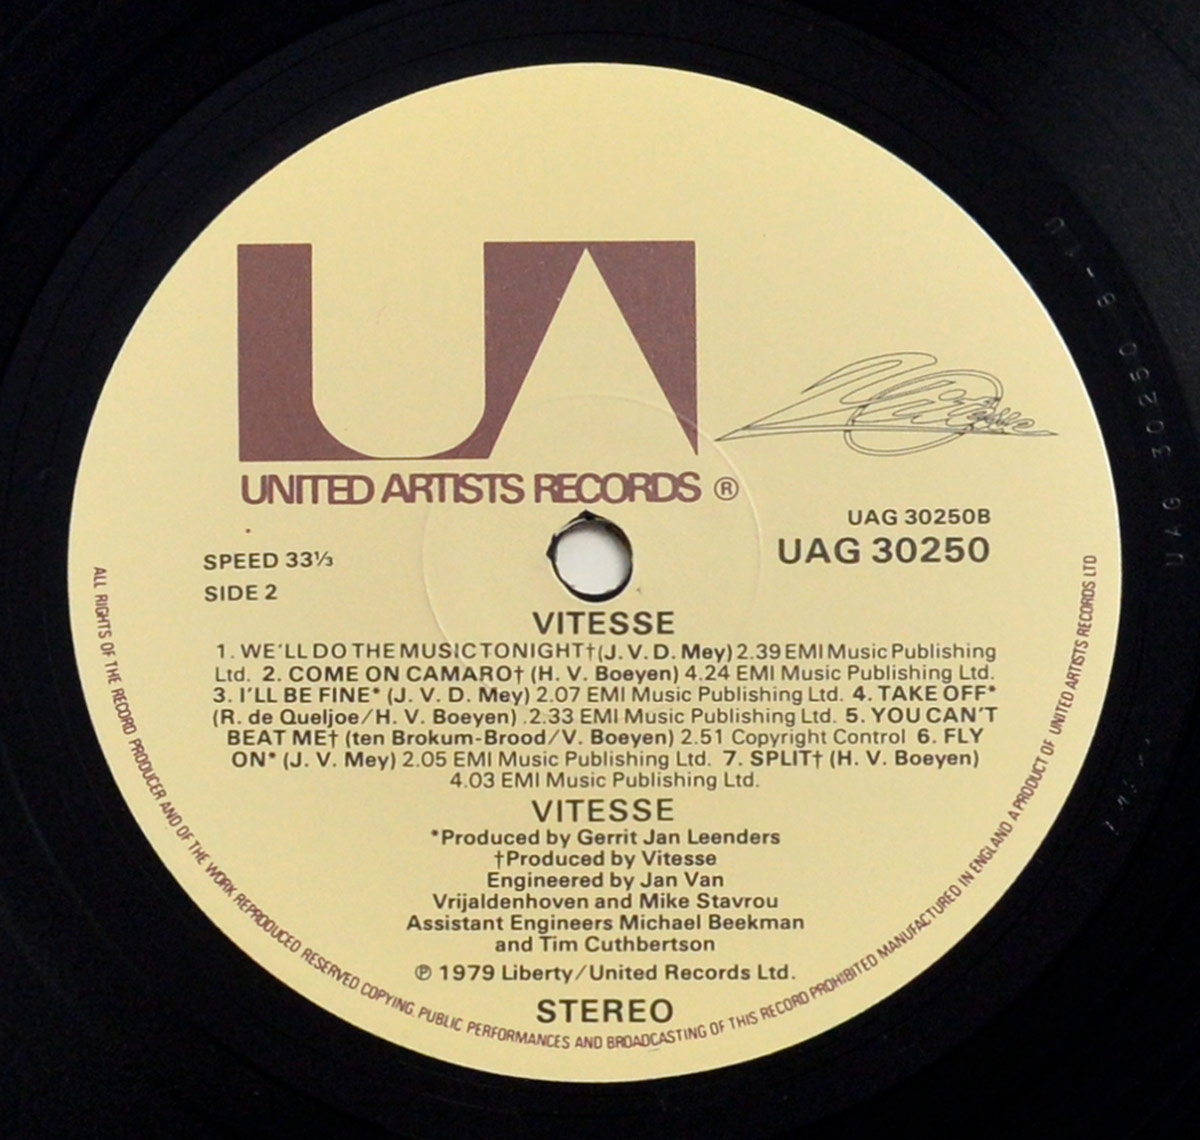 UA
UNITED ARTISTS RECORDS ®
Vitesse
UAG 30250B
UAG 30250
SPEED 33⅓
SIDE 2
VITESSE
1. WE'LL DO THE MUSIC TONIGHT† (J. V. D. Mey) 2.39 EMI Music Publishing
Ltd. 2. COME ON CAMARO† (H. V. Boeyen) 4.24 EMI Music Publishing Ltd.
3. I'LL BE FINE* (J. V. D. Mey) 2.07 EMI Music Publishing Ltd. 4. TAKE OFF*
(R. de Queljoe/H. V. Boeyen) .2.33 EMI Music Publishing Ltd. 5. YOU CAN'T
BEAT ME† (ten Brokum-Brood/V. Boeyen) 2.51 Copyright Control 6. FLY
ON* (J. V. Mey) 2.05 EMI Music Publishing Ltd. 7. SPLIT† (H. V. Boeyen)
4.03 EMI Music Publishing Ltd.
VITESSE
*Produced by Gerrit Jan Leenders
†Produced by Vitesse
Engineered by Jan Van
Vrijaldenhoven and Mike Stavrou
Assistant Engineers Michael Beekman
and Tim Cuthbertson
℗ 1979 Liberty/United Records Ltd.
STEREO
ALL RIGHTS OF THE RECORD PRODUCER AND OF THE WORK REPRODUCED RESERVED COPYING, PUBLIC PERFORMANCES AND BROADCASTING OF THIS RECORD PROHIBITED MANUFACTURED IN ENGLAND A PRODUCT OF UNITED ARTISTS RECORDS LTD
UAG 30250